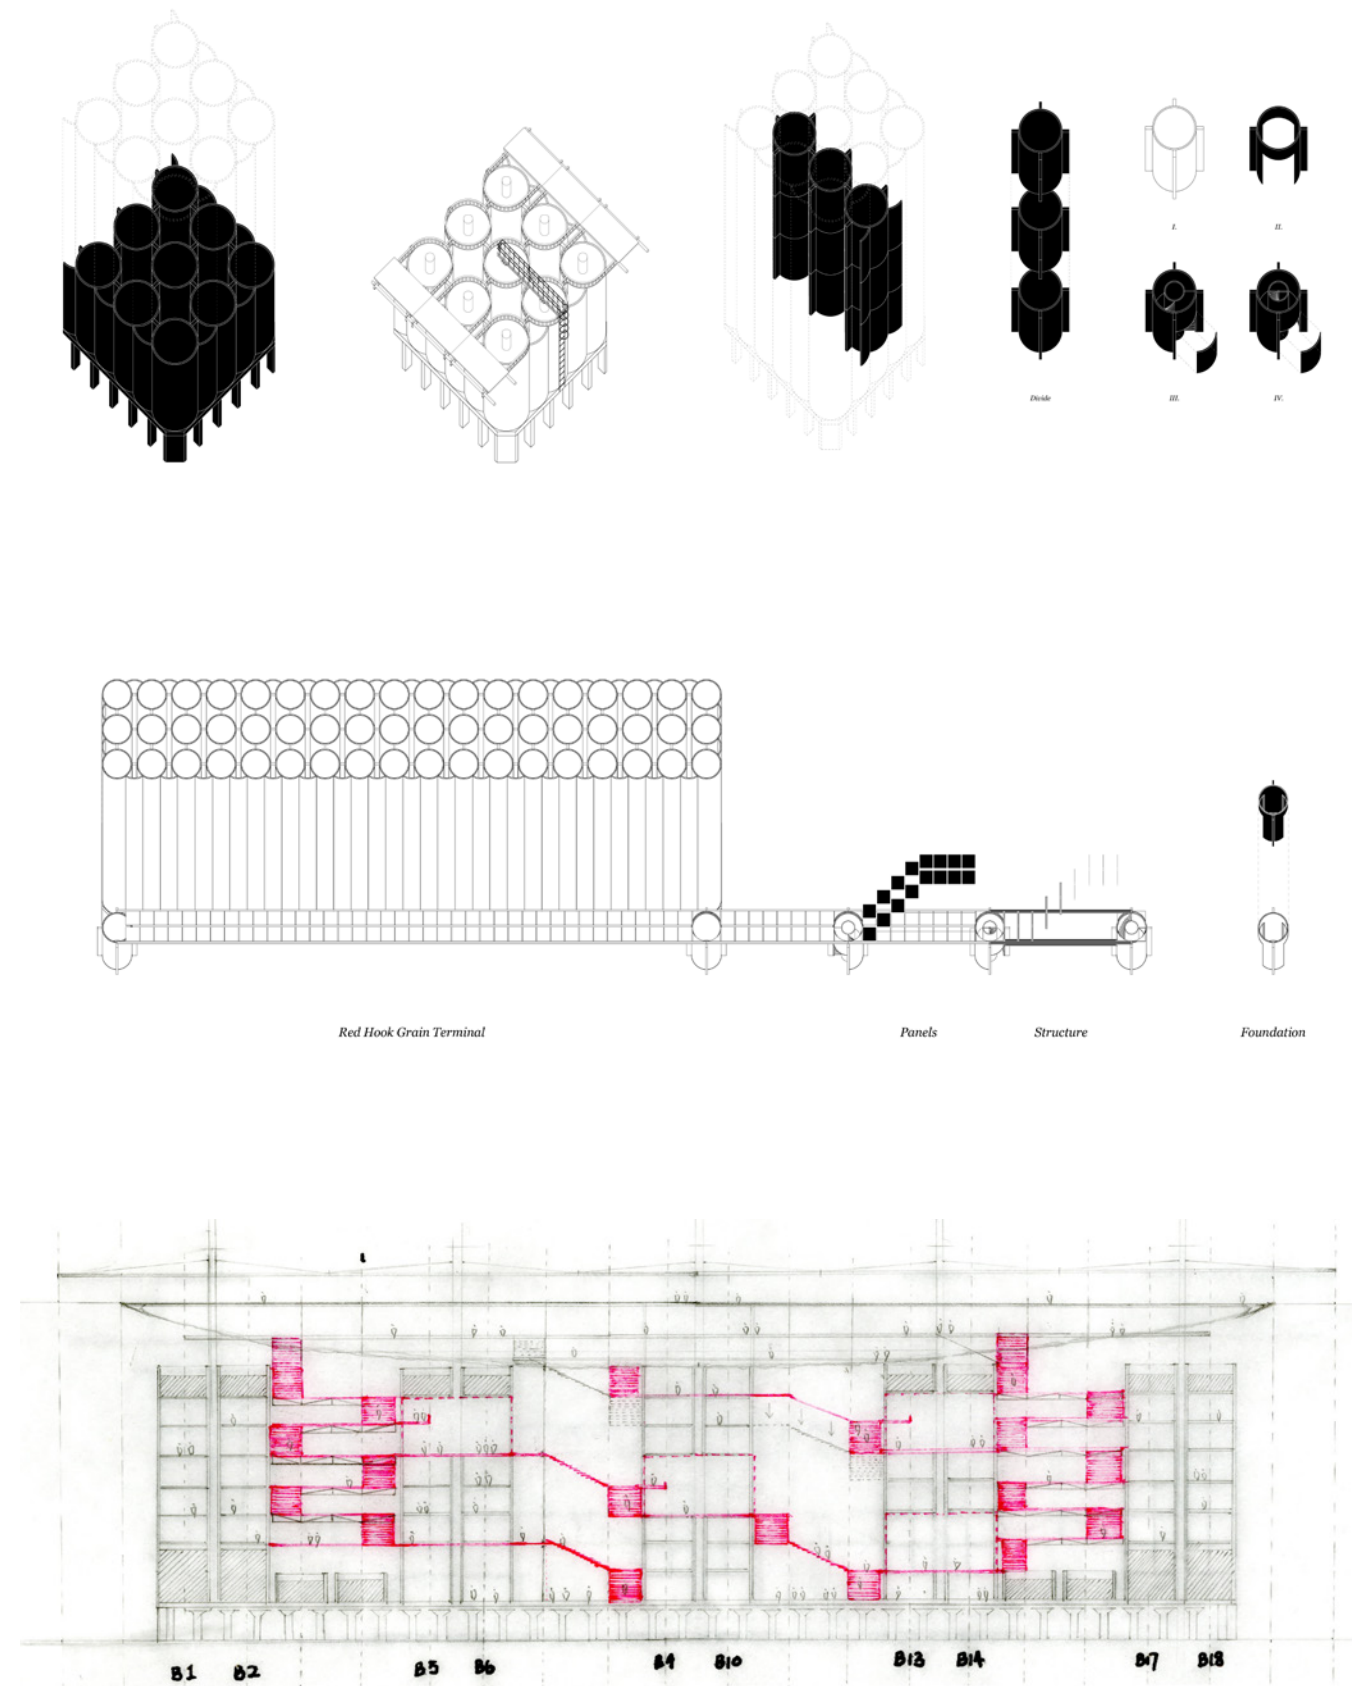 I.
II.
Divide
III.
IV.
Red Hook Grain Terminal
Panels
Structure
Foundation
B1 B2 B5 B6 B9 B10 B13 B14 B17 B18